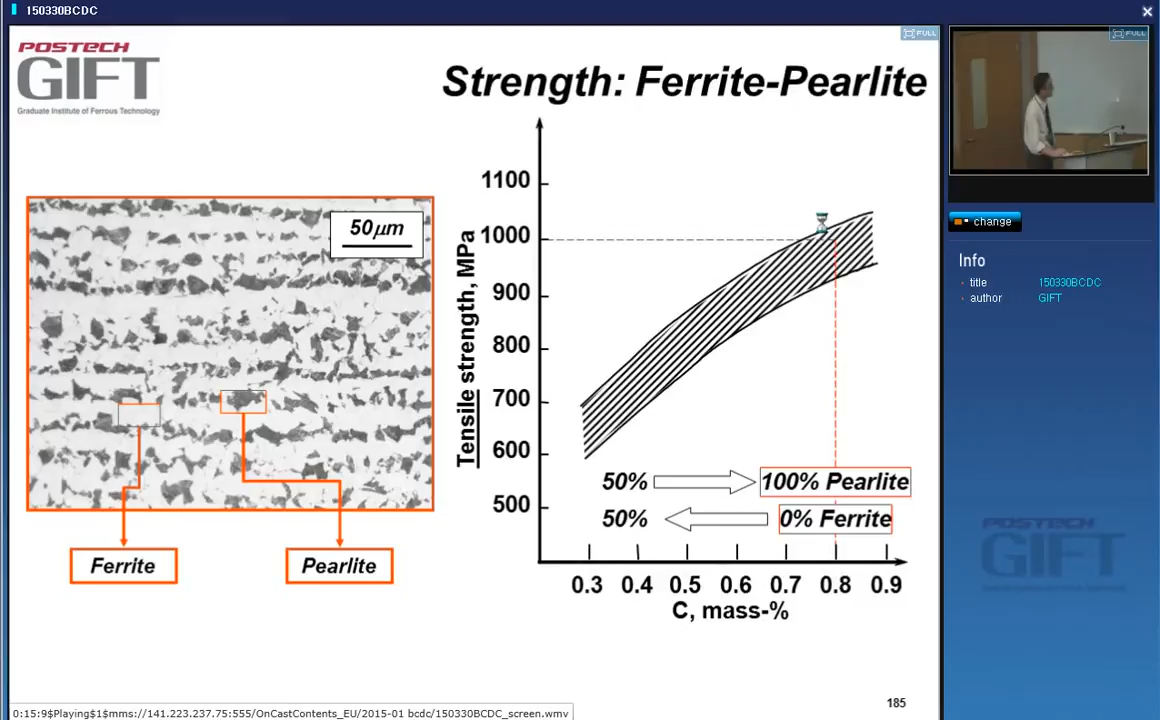 150330BCDC
FULL
FULL
POSTECH
GIFT
Graduate Institute of Ferrous Technology
Strength: Ferrite-Pearlite
50μm
Ferrite
Pearlite
Tensile strength, MPa
1100
1000
900
800
700
600
500
50%
100% Pearlite
50%
0% Ferrite
0.3 0.4 0.5 0.6 0.7 0.8 0.9
C, mass-%
185
change
Info
title 150330BCDC
author GIFT
POSTECH
GIFT
0:15:9$Playing$1$mms://141.223.237.75:555/OnCastContents_EU/2015-01 bcdc/150330BCDC_screen.wmv